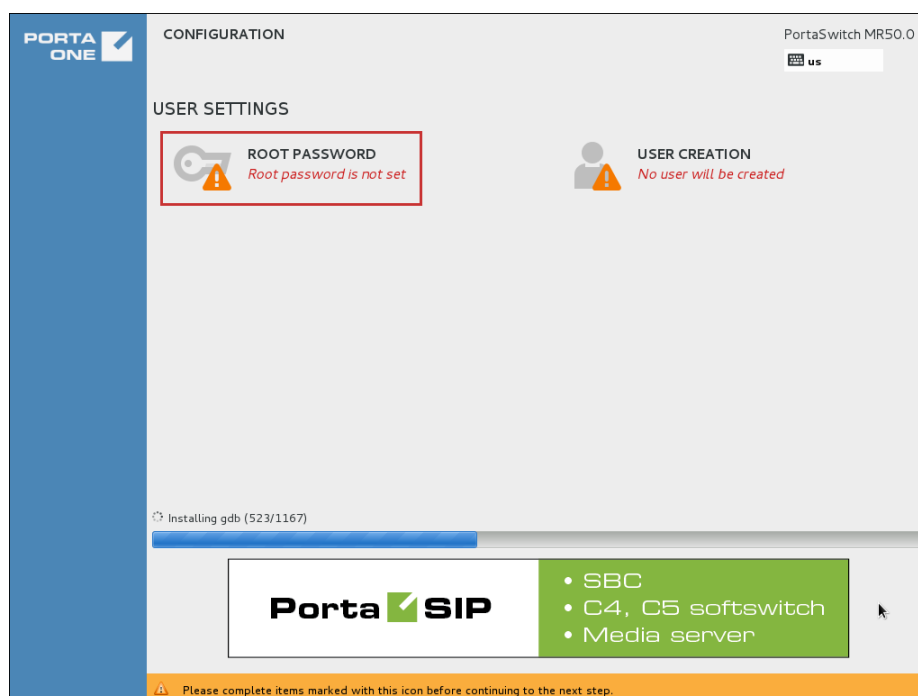 PORTA
ONE
CONFIGURATION
PortaSwitch MR50.0
us
USER SETTINGS
ROOT PASSWORD
Root password is not set
USER CREATION
No user will be created
Installing gdb (523/1167)
Porta SIP
• SBC
• C4, C5 softswitch
• Media server
Please complete items marked with this icon before continuing to the next step.